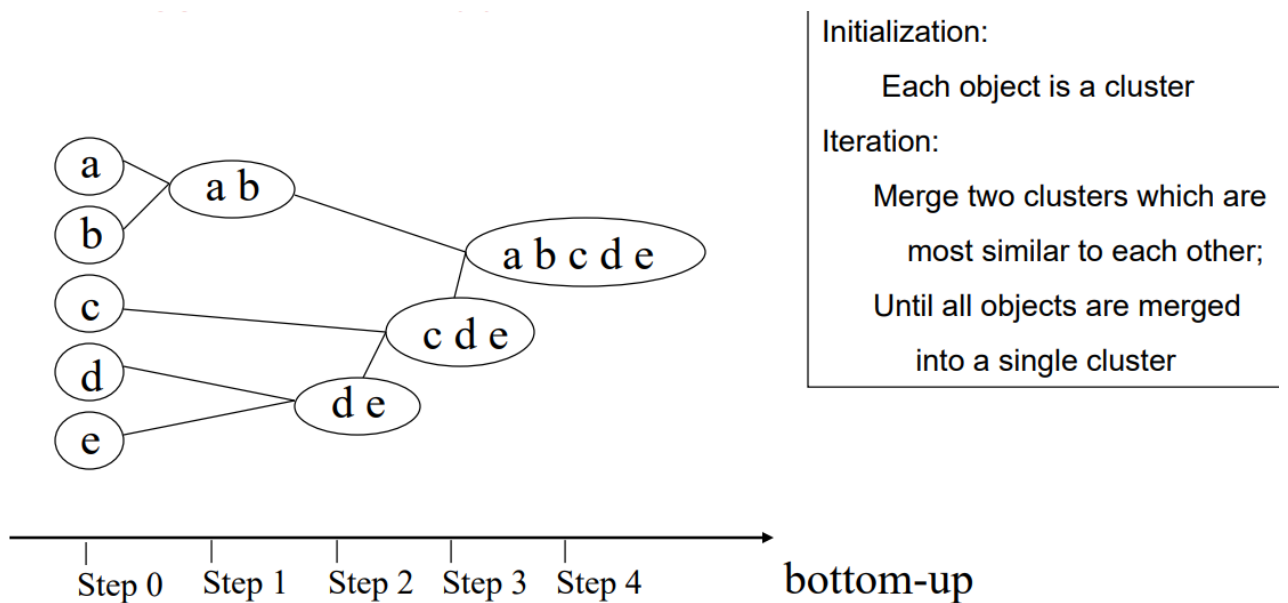 Initialization:
Each object is a cluster
Iteration:
Merge two clusters which are
most similar to each other;
Until all objects are merged
into a single cluster
a
a b
b
a b c d e
c
c d e
d
d e
e
Step 0 Step 1 Step 2 Step 3 Step 4
bottom-up